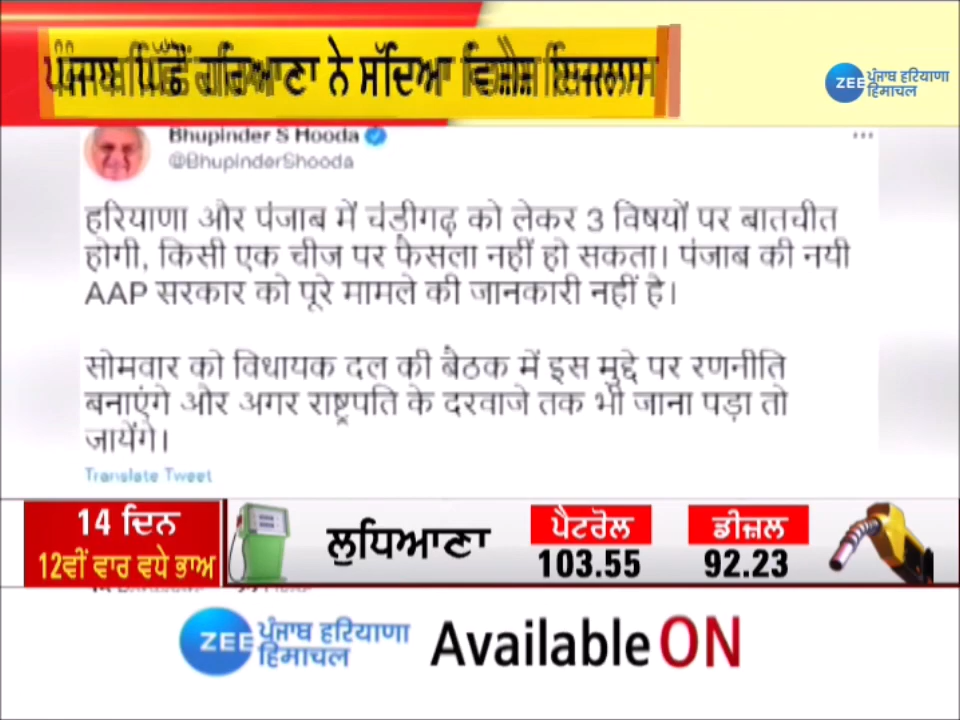 ਪੰਜਾਬ ਪਿੱਛੋਂ ਹਰਿਆਣਾ ਨੇ ਸੱਦਿਆ ਵਿਸ਼ੇਸ਼ ਇਜਲਾਸ
ZEE ਪੰਜਾਬ ਹਰਿਆਣਾ
ਹਿਮਾਚਲ
Bhupinder S Hooda
@BhupinderShooda
हरियाणा और पंजाब में चंड़ीगढ़ को लेकर 3 विषयों पर बातचीत
होगी, किसी एक चीज पर फैसला नहीं हो सकता। पंजाब की नयी
AAP सरकार को पूरे मामले की जानकारी नहीं है।
सोमवार को विधायक दल की बैठक में इस मुद्दे पर रणनीति
बनाएंगे और अगर राष्ट्रपति के दरवाजे तक भी जाना पड़ा तो
जायेंगे।
Translate Tweet
14 ਦਿਨ
12ਵੀਂ ਵਾਰ ਵਧੇ ਭਾਅ
ਲੁਧਿਆਣਾ
ਪੈਟਰੋਲ
103.55
ਡੀਜ਼ਲ
92.23
ZEE ਪੰਜਾਬ ਹਰਿਆਣਾ
ਹਿਮਾਚਲ
Available ON